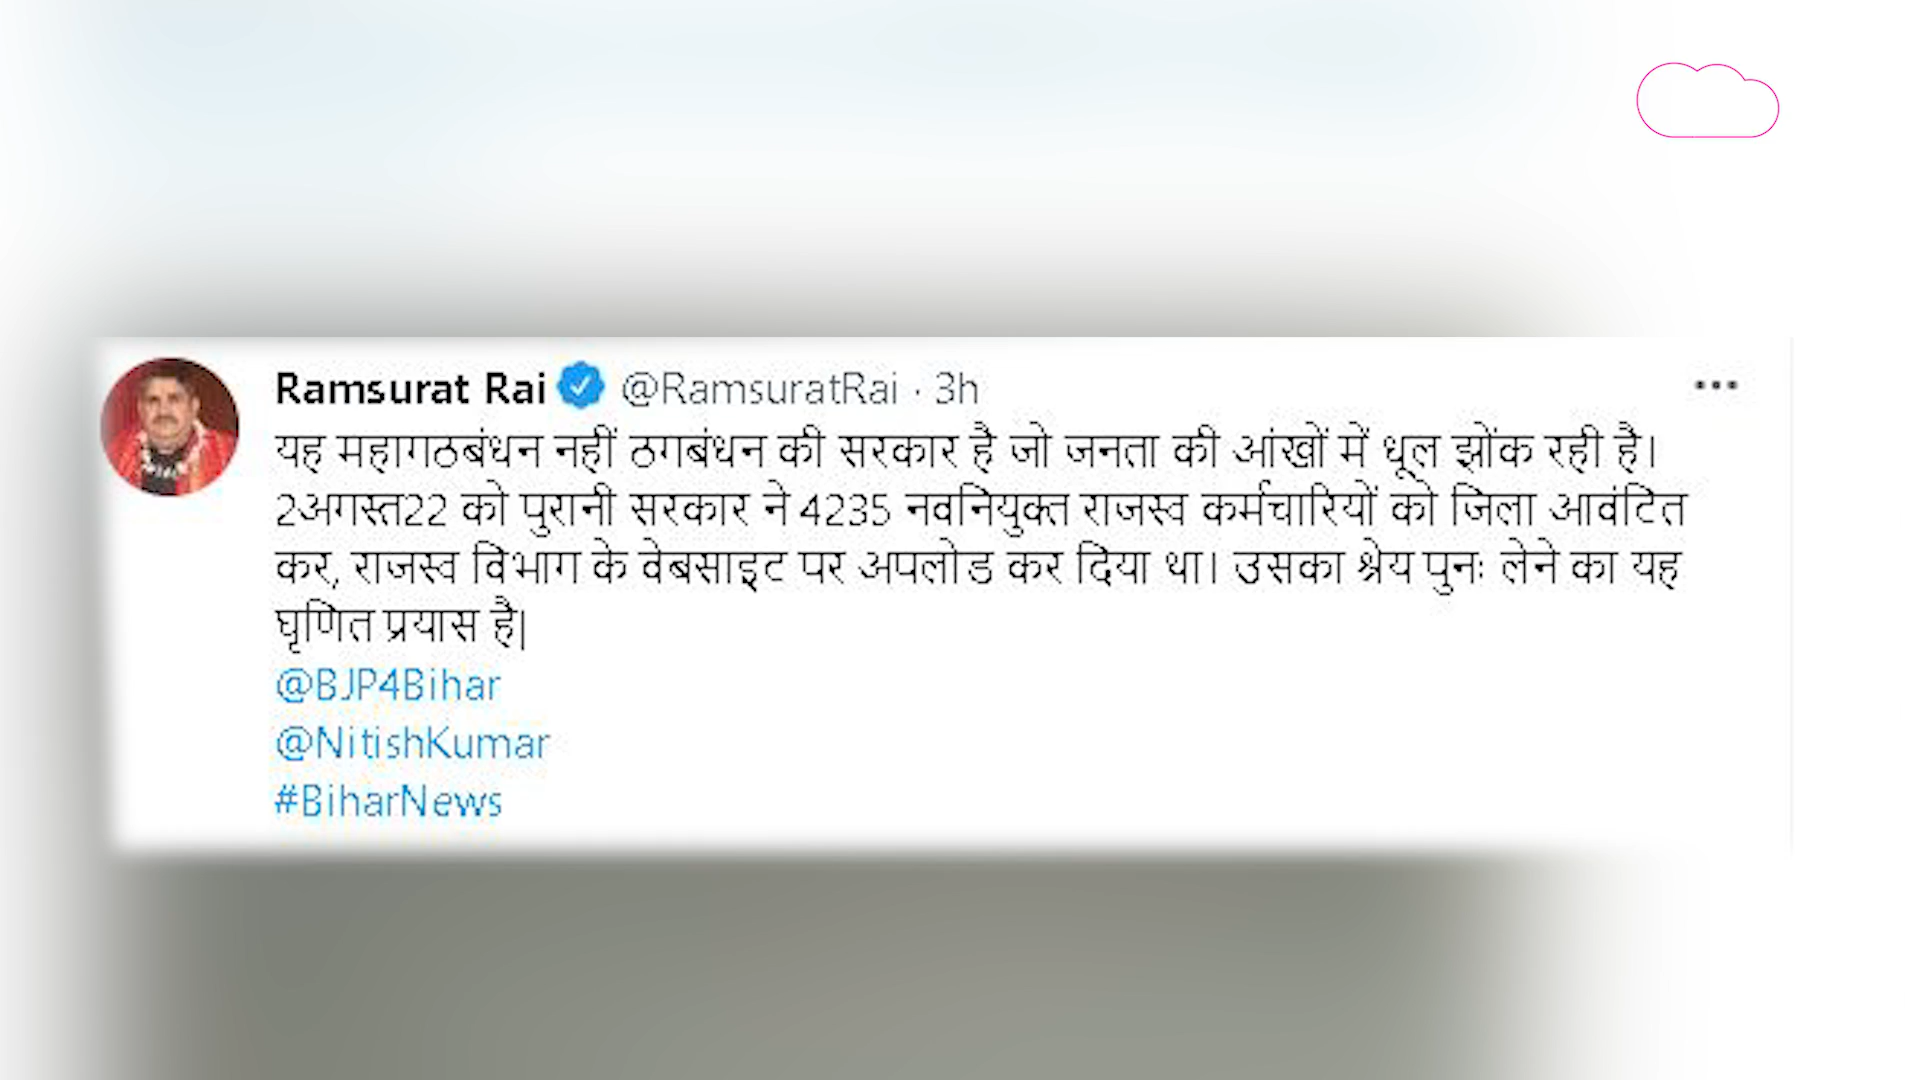 Ramsurat Rai @RamsuratRai · 3h
यह महागठबंधन नहीं ठगबंधन की सरकार है जो जनता की आंखों में धूल झोंक रही है।
2अगस्त22 को पुरानी सरकार ने 4235 नवनियुक्त राजस्व कर्मचारियों को जिला आवंटित
कर, राजस्व विभाग के वेबसाइट पर अपलोड कर दिया था। उसका श्रेय पुनः लेने का यह
घृणित प्रयास है|
@BJP4Bihar
@NitishKumar
#BiharNews